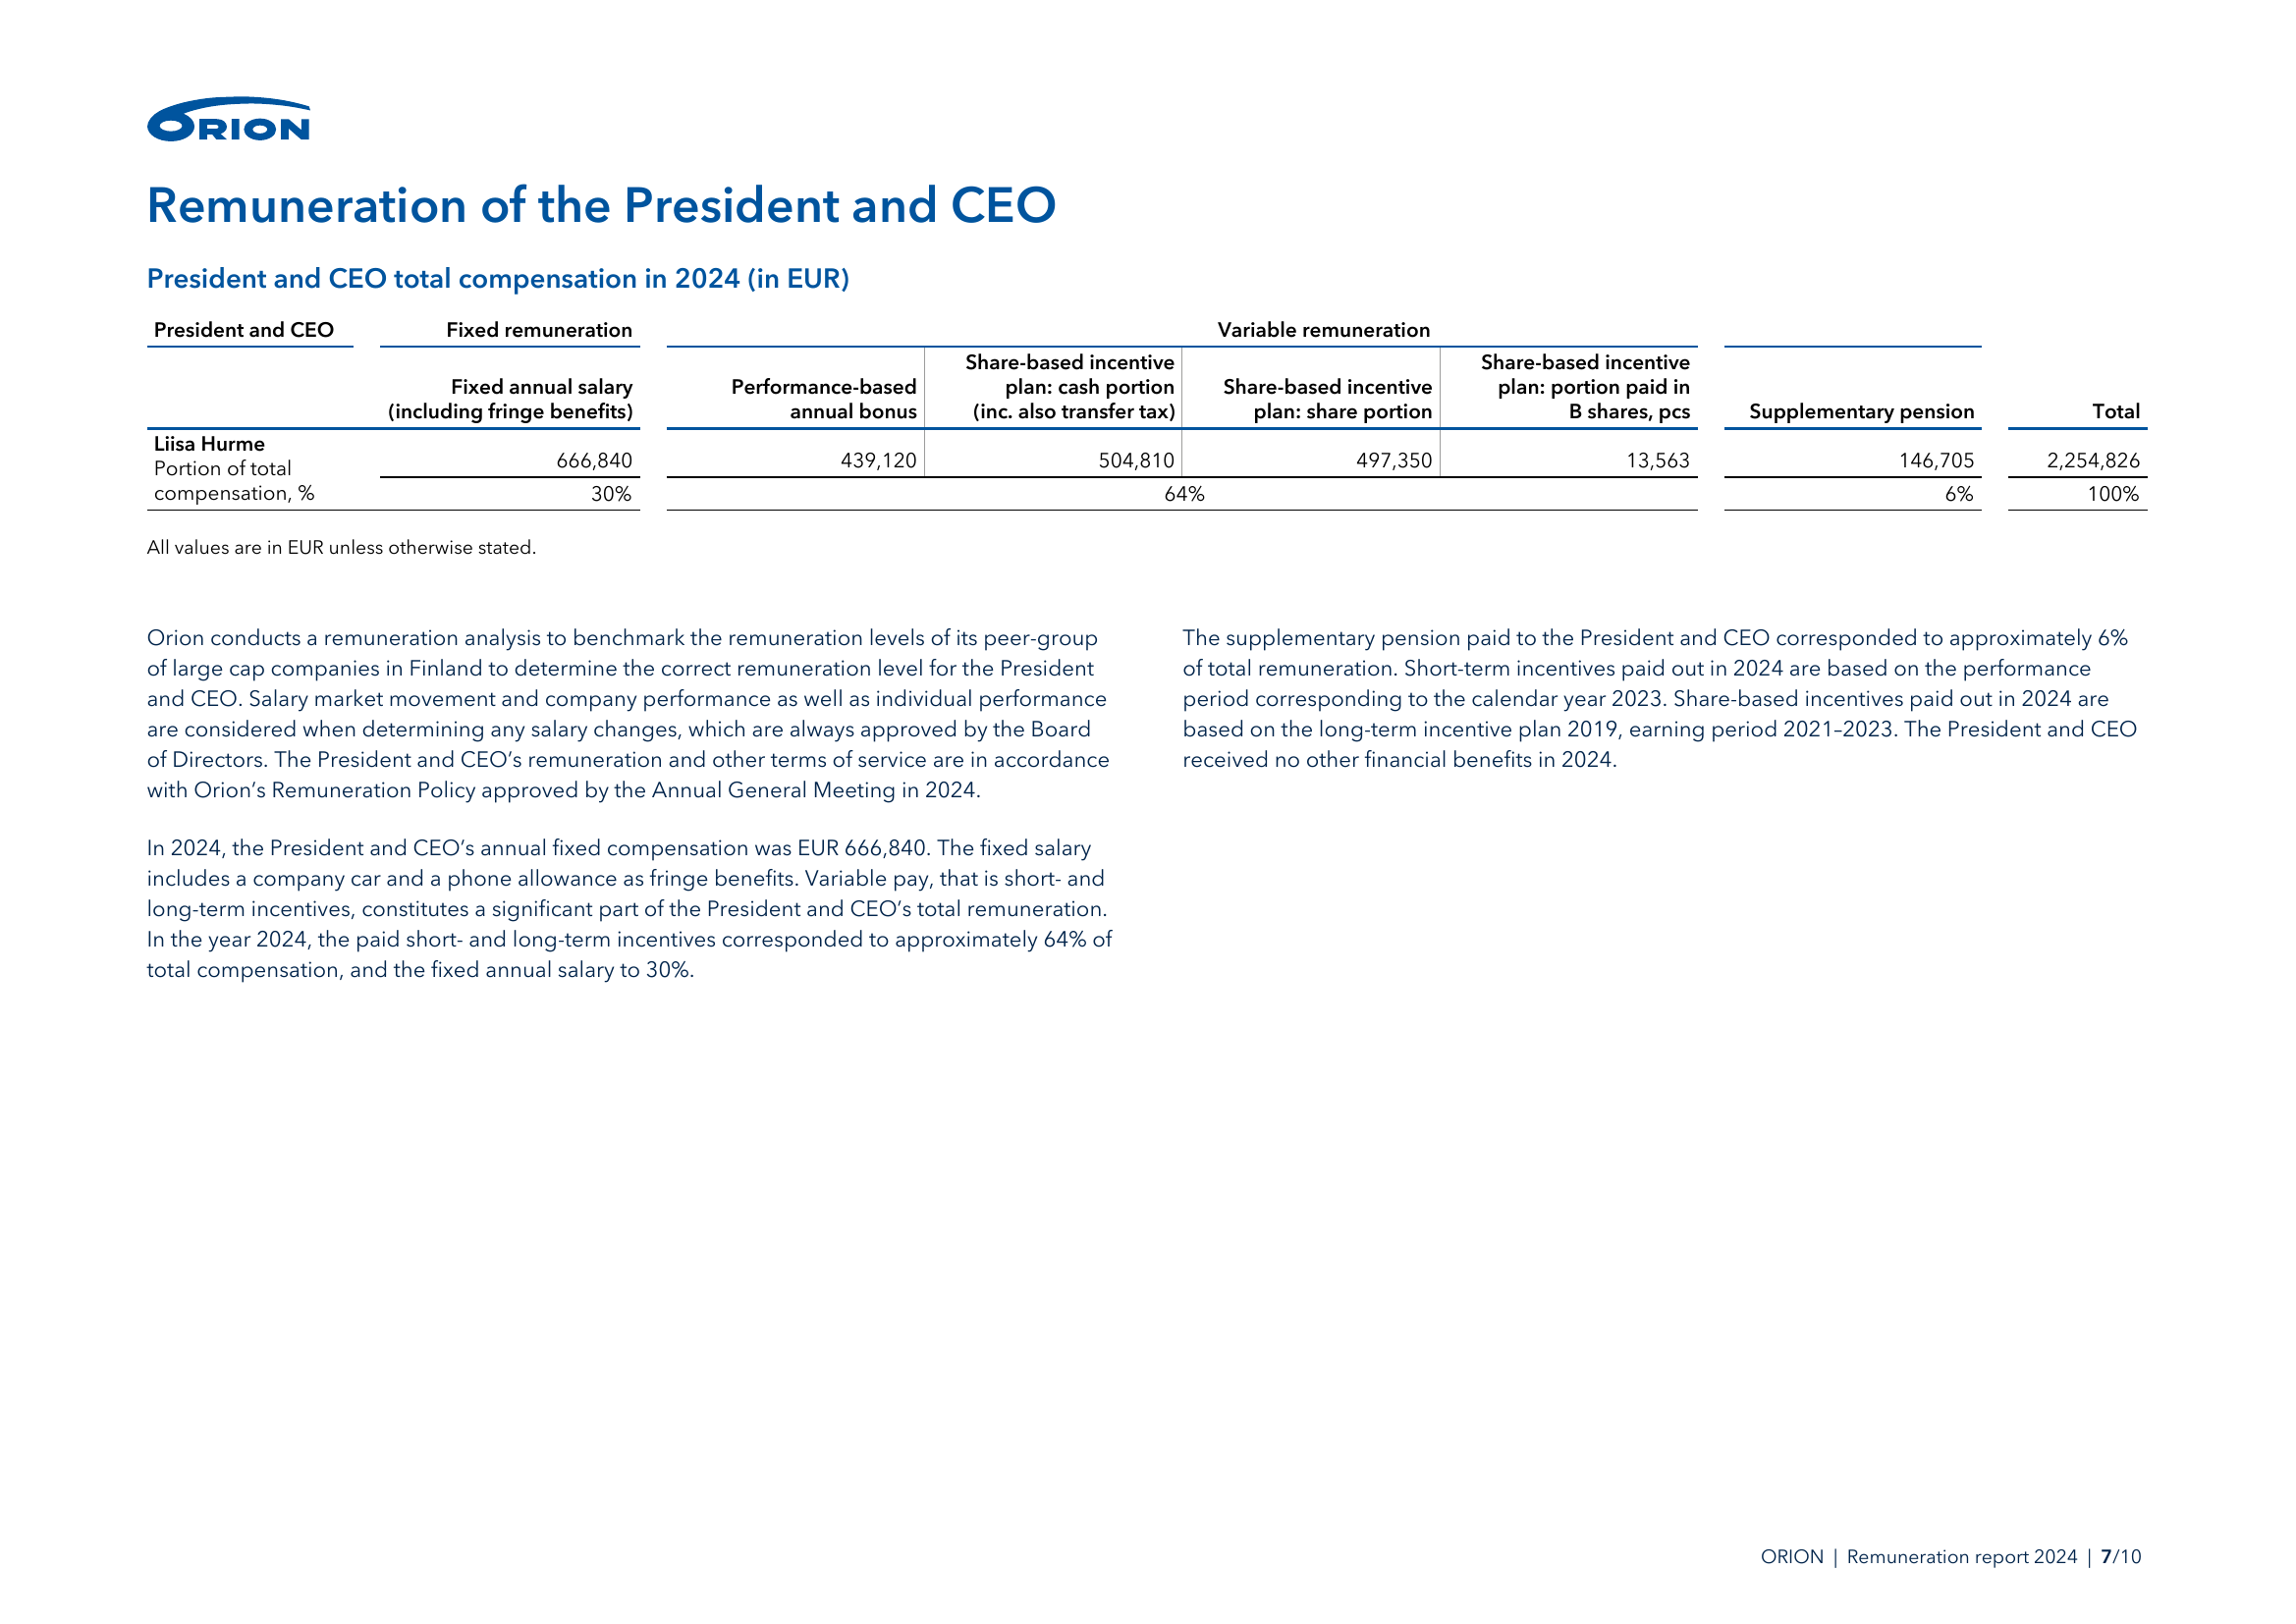 ORION
Remuneration of the President and CEO
President and CEO total compensation in 2024 (in EUR)
President and CEO Fixed remuneration Variable remuneration
Fixed annual salary (including fringe benefits) Performance-based annual bonus Share-based incentive plan: cash portion (inc. also transfer tax) Share-based incentive plan: share portion Share-based incentive plan: portion paid in B shares, pcs Supplementary pension Total
Liisa Hurme 666,840 439,120 504,810 497,350 13,563 146,705 2,254,826
Portion of total compensation, % 30% 64% 6% 100%
All values are in EUR unless otherwise stated.
Orion conducts a remuneration analysis to benchmark the remuneration levels of its peer-group
of large cap companies in Finland to determine the correct remuneration level for the President
and CEO. Salary market movement and company performance as well as individual performance
are considered when determining any salary changes, which are always approved by the Board
of Directors. The President and CEO’s remuneration and other terms of service are in accordance
with Orion’s Remuneration Policy approved by the Annual General Meeting in 2024.
In 2024, the President and CEO’s annual fixed compensation was EUR 666,840. The fixed salary
includes a company car and a phone allowance as fringe benefits. Variable pay, that is short- and
long-term incentives, constitutes a significant part of the President and CEO’s total remuneration.
In the year 2024, the paid short- and long-term incentives corresponded to approximately 64% of
total compensation, and the fixed annual salary to 30%.
The supplementary pension paid to the President and CEO corresponded to approximately 6%
of total remuneration. Short-term incentives paid out in 2024 are based on the performance
period corresponding to the calendar year 2023. Share-based incentives paid out in 2024 are
based on the long-term incentive plan 2019, earning period 2021–2023. The President and CEO
received no other financial benefits in 2024.
ORION | Remuneration report 2024 | 7/10